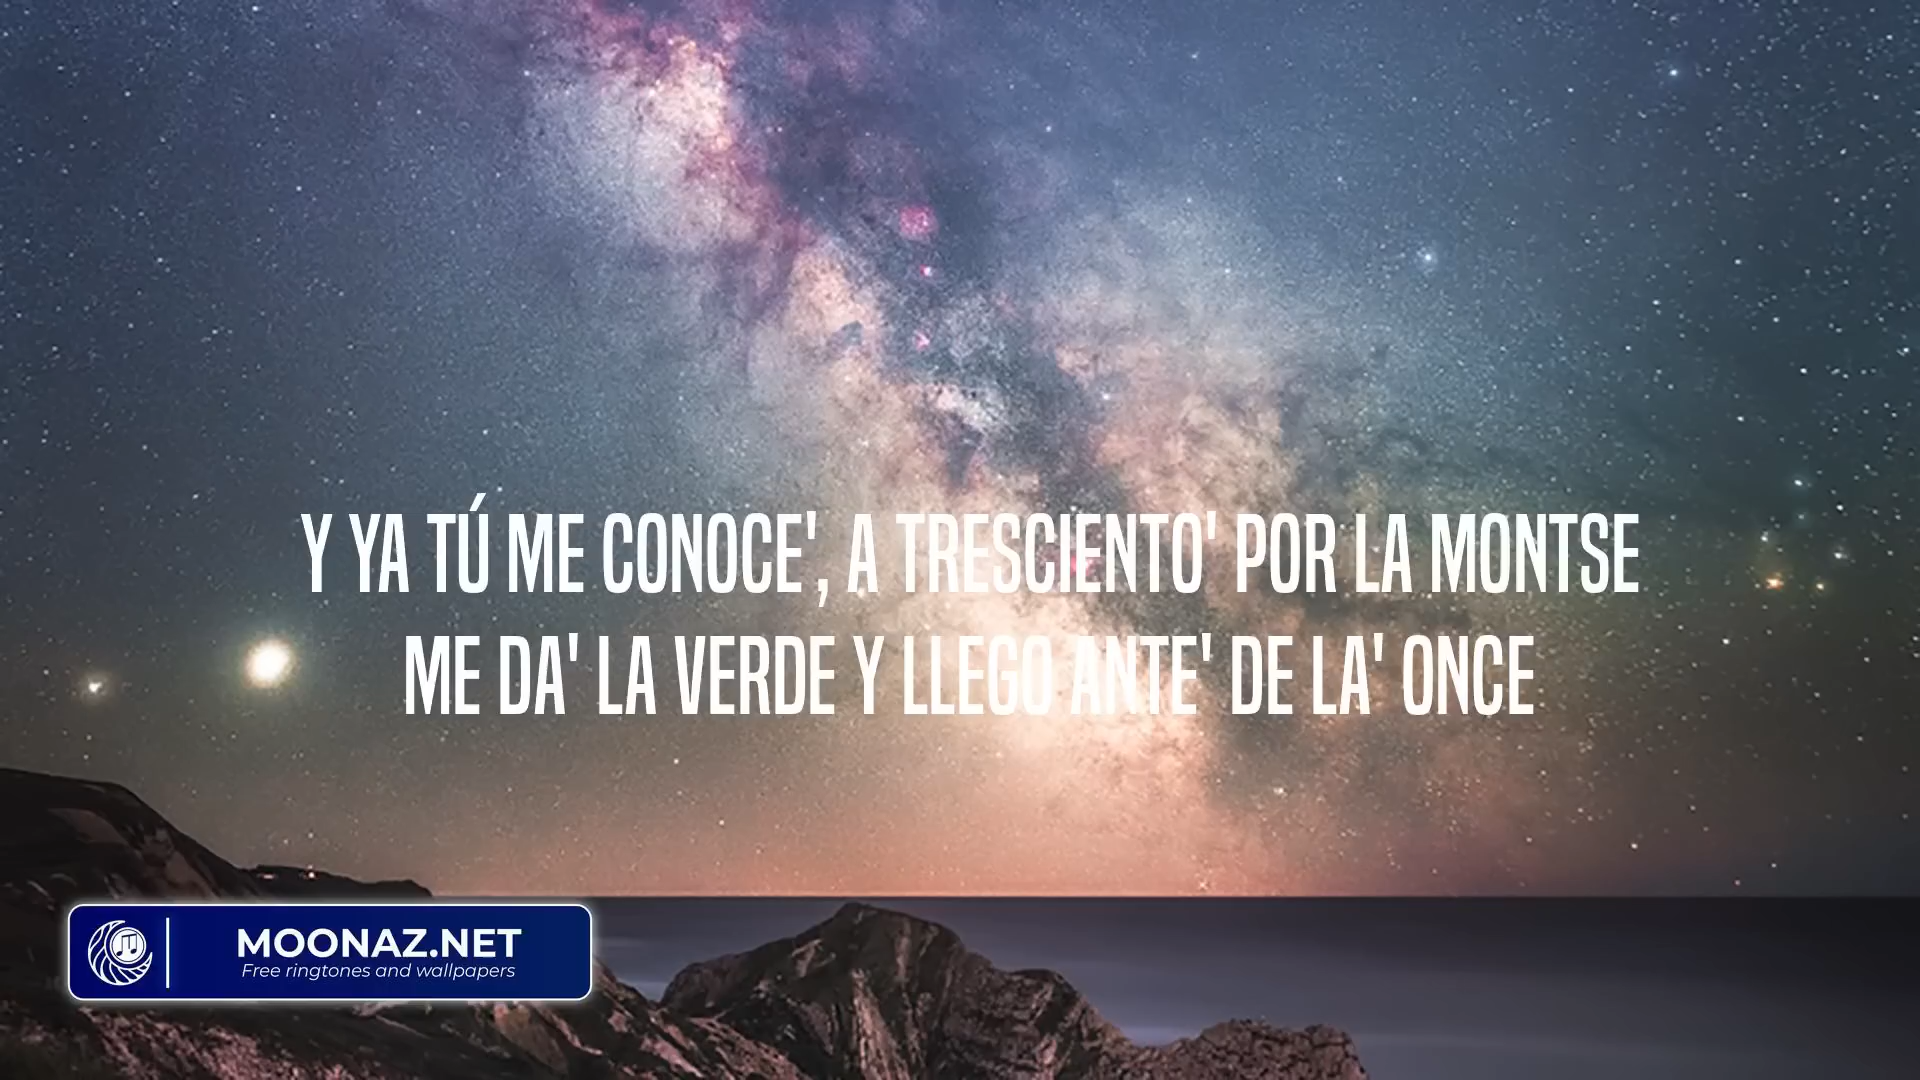 Y YA TÚ ME CONOCE', A TRESCIENTO' POR LA MONTSE
ME DA' LA VERDE Y LLEGO ANTE' DE LA' ONCE
MOONAZ.NET
Free ringtones and wallpapers